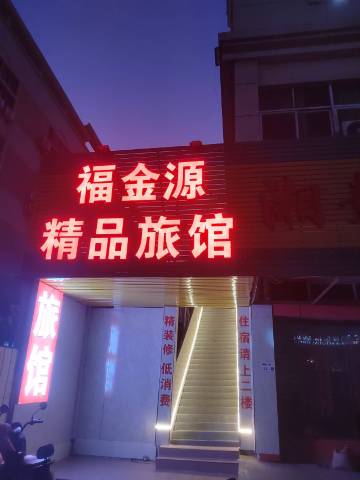 福金源
精品旅馆
旅馆
精装修低消费
住宿请上二楼